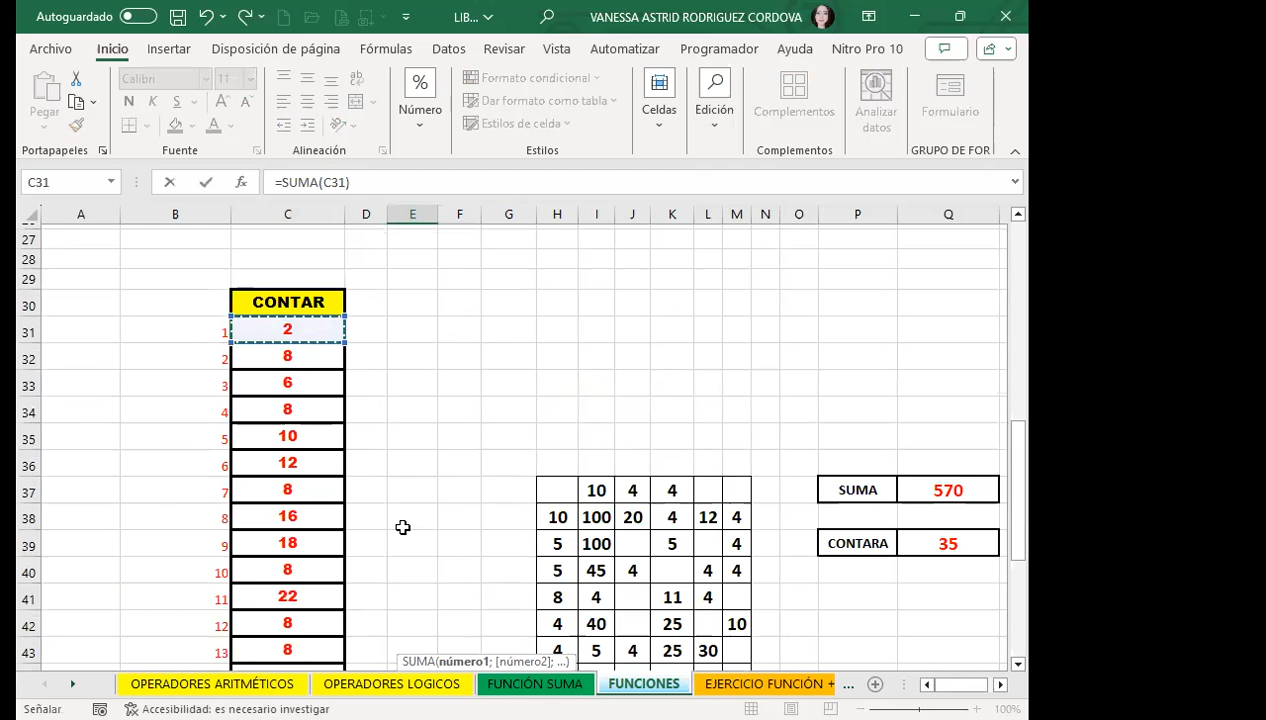 Autoguardado LIB... VANESSA ASTRID RODRIGUEZ CORDOVA
Archivo Inicio Insertar Disposición de página Fórmulas Datos Revisar Vista Automatizar Programador Ayuda Nitro Pro 10
Pegar Calibri 11 N K S Número Formato condicional Celdas Edición Complementos Analizar datos Formulario
Dar formato como tabla
Estilos de celda
Portapapeles Fuente Alineación Estilos Complementos GRUPO DE FOR
C31 fx =SUMA(C31)
A B C D E F G H I J K L M N O P Q
27
28
29
30 CONTAR
31 1 2
32 2 8
33 3 6
34 4 8
35 5 10
36 6 12
37 7 8 10 4 4 SUMA 570
38 8 16 10 100 20 4 12 4
39 9 18 5 100 5 4 CONTARA 35
40 10 8 5 45 4 4 4
41 11 22 8 4 11 4
42 12 8 4 40 25 10
43 13 8 4 5 4 25 30
SUMA(número1; [número2]; ...)
OPERADORES ARITMÉTICOS OPERADORES LOGICOS FUNCIÓN SUMA FUNCIONES EJERCICIO FUNCIÓN + ...
Señalar Accesibilidad: es necesario investigar 100%